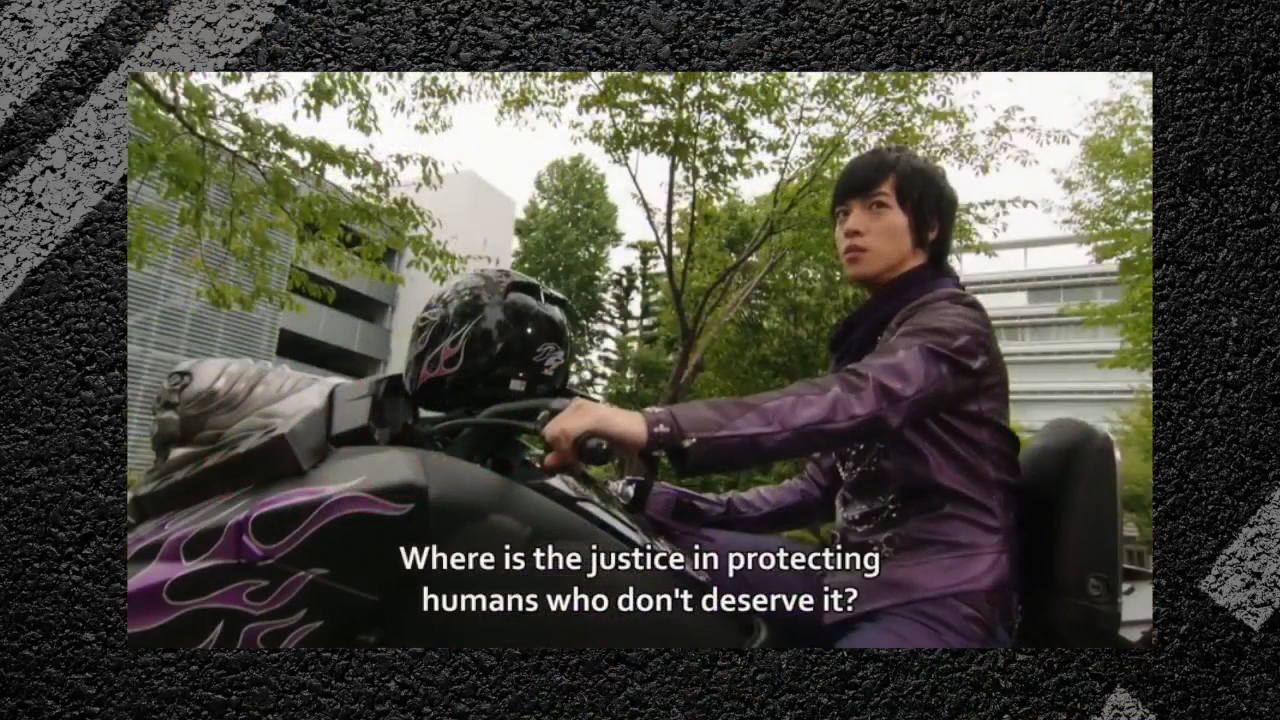 Where is the justice in protecting
humans who don't deserve it?